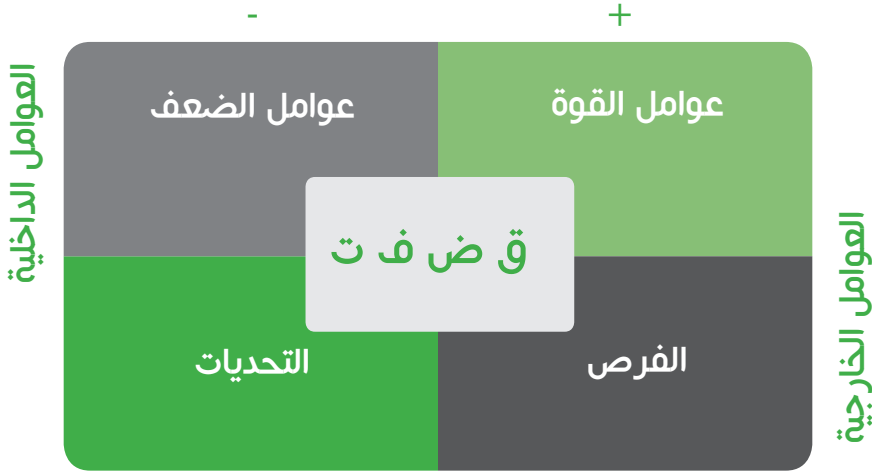 +
-
العوامل الداخلية
عوامل القوة
عوامل الضعف
ق ض ف ت
الفرص
التحديات
العوامل الخارجية